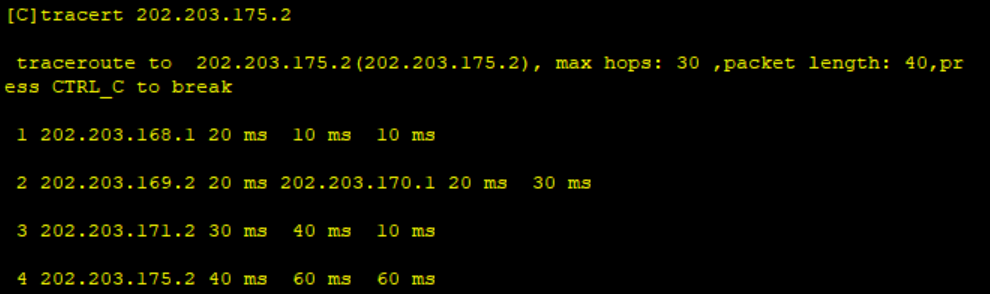 [C]tracert 202.203.175.2
traceroute to  202.203.175.2(202.203.175.2), max hops: 30 ,packet length: 40,pr
ess CTRL_C to break
1 202.203.168.1 20 ms  10 ms  10 ms
2 202.203.169.2 20 ms 202.203.170.1 20 ms  30 ms
3 202.203.171.2 30 ms  40 ms  10 ms
4 202.203.175.2 40 ms  60 ms  60 ms